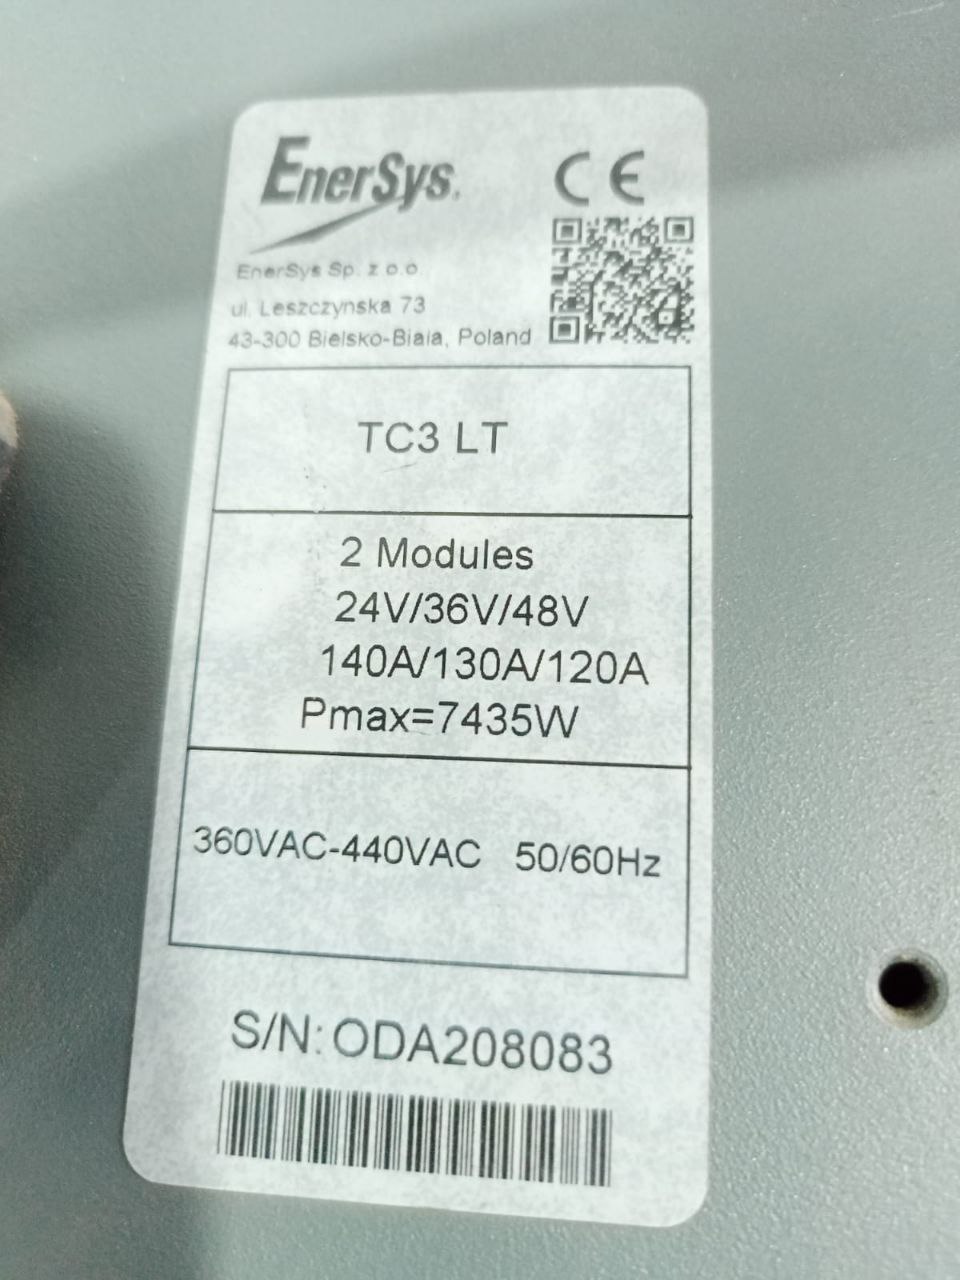 EnerSys.
CE
EnerSys Sp. z o.o.
ul. Leszczynska 73
43-300 Bielsko-Biala, Poland
TC3 LT
2 Modules
24V/36V/48V
140A/130A/120A
Pmax=7435W
360VAC-440VAC 50/60Hz
S/N: ODA208083